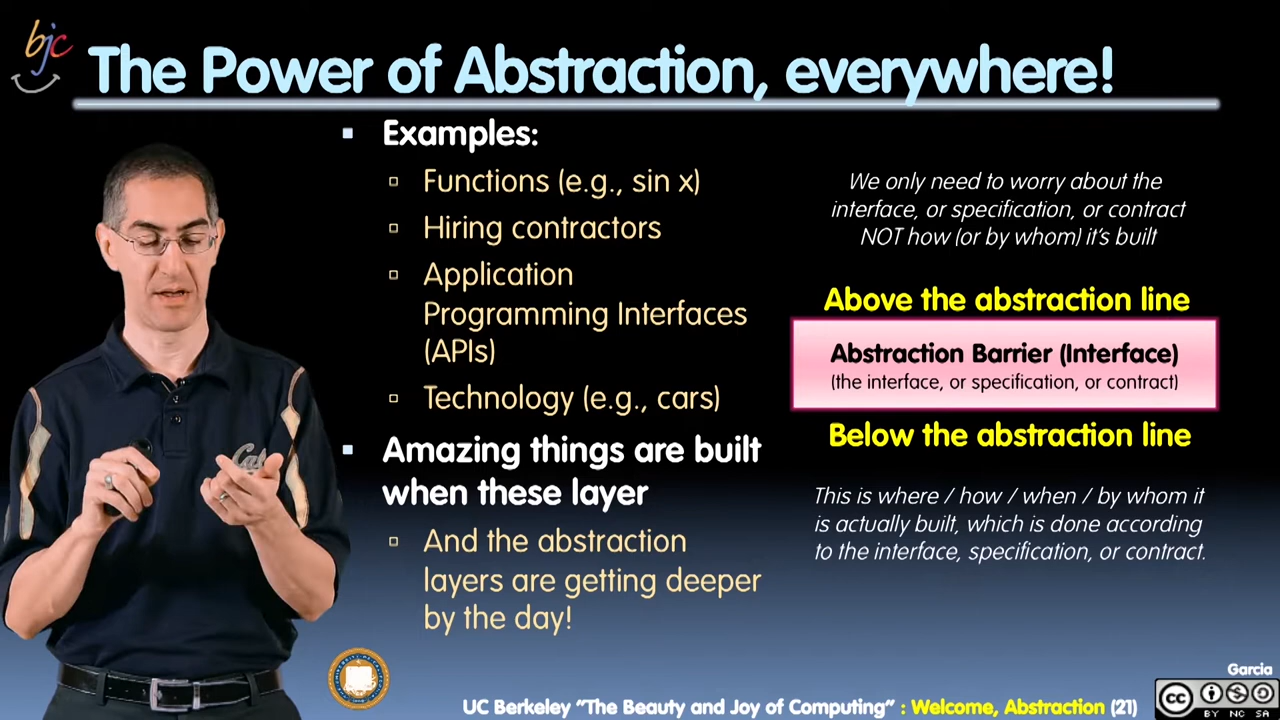 bjc
The Power of Abstraction, everywhere!
Examples:
Functions (e.g., sin x)
Hiring contractors
Application
Programming Interfaces
(APIs)
Technology (e.g., cars)
Amazing things are built
when these layer
And the abstraction
layers are getting deeper
by the day!
We only need to worry about the
interface, or specification, or contract
NOT how (or by whom) it's built
Above the abstraction line
Abstraction Barrier (Interface)
(the interface, or specification, or contract)
Below the abstraction line
This is where / how / when / by whom it
is actually built, which is done according
to the interface, specification, or contract.
Cal
Garcia
UC Berkeley "The Beauty and Joy of Computing" : Welcome, Abstraction (21)
cc
BY NC SA